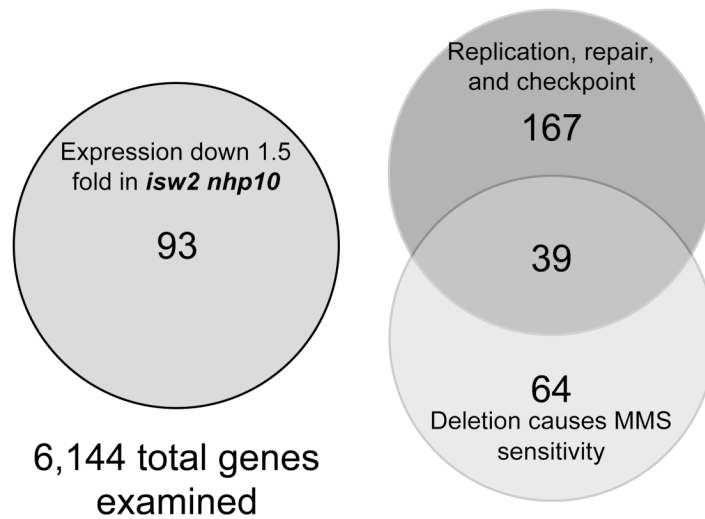 Expression down 1.5
fold in isw2 nhp10
93
6,144 total genes
examined
Replication, repair,
and checkpoint
167
39
64
Deletion causes MMS
sensitivity